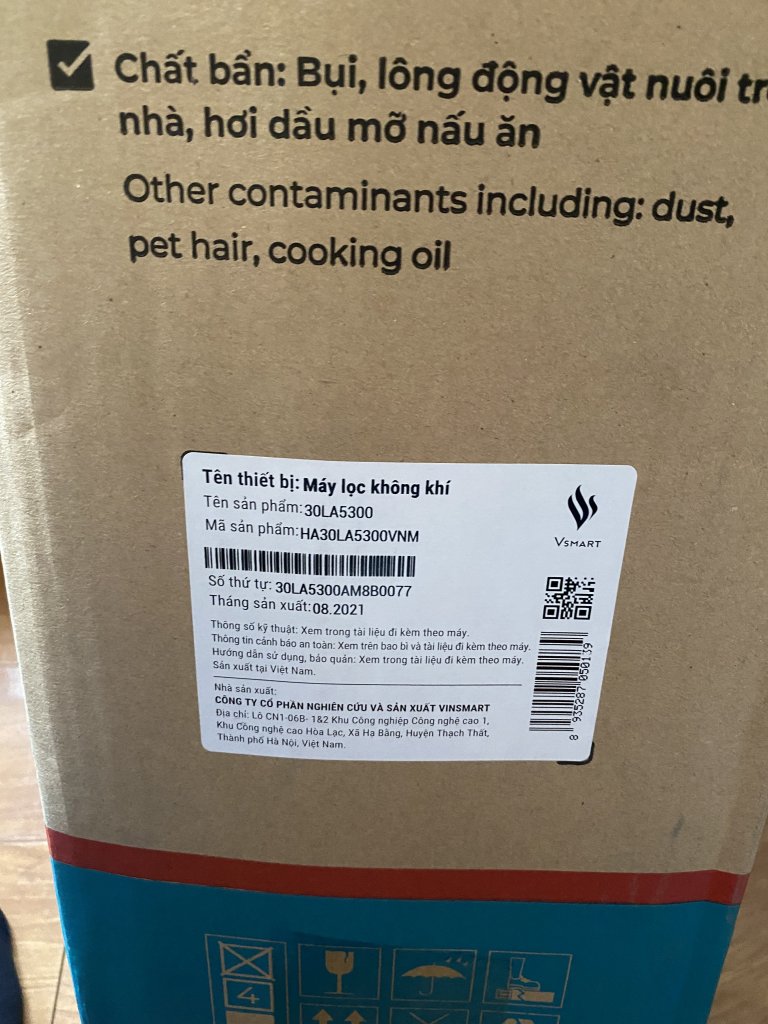 Chất bẩn: Bụi, lông động vật nuôi
nhà, hơi dầu mỡ nấu ăn
Other contaminants including: dust,
pet hair, cooking oil
Tên thiết bị: Máy lọc không khí
Tên sản phẩm: 30LA5300
Mã sản phẩm: HA30LA5300VNM
Số thứ tự: 30LA5300AM8B0077
Tháng sản xuất: 08.2021
Thông số kỹ thuật: Xem trong tài liệu đi kèm theo máy.
Thông tin cảnh báo an toàn: Xem trên bao bì và tài liệu đi kèm theo máy.
Hướng dẫn sử dụng, bảo quản: Xem trong tài liệu đi kèm theo máy.
Sản xuất tại Việt Nam.
Nhà sản xuất:
CÔNG TY CỔ PHẦN NGHIÊN CỨU VÀ SẢN XUẤT VINSMART
Địa chỉ: Lô CN1-06B- 1&2 Khu Công nghiệp Công nghệ cao 1,
Khu Công nghệ cao Hòa Lạc, Xã Hạ Bằng, Huyện Thạch Thất,
Thành phố Hà Nội, Việt Nam.
VSMART
8 935287 050139
4